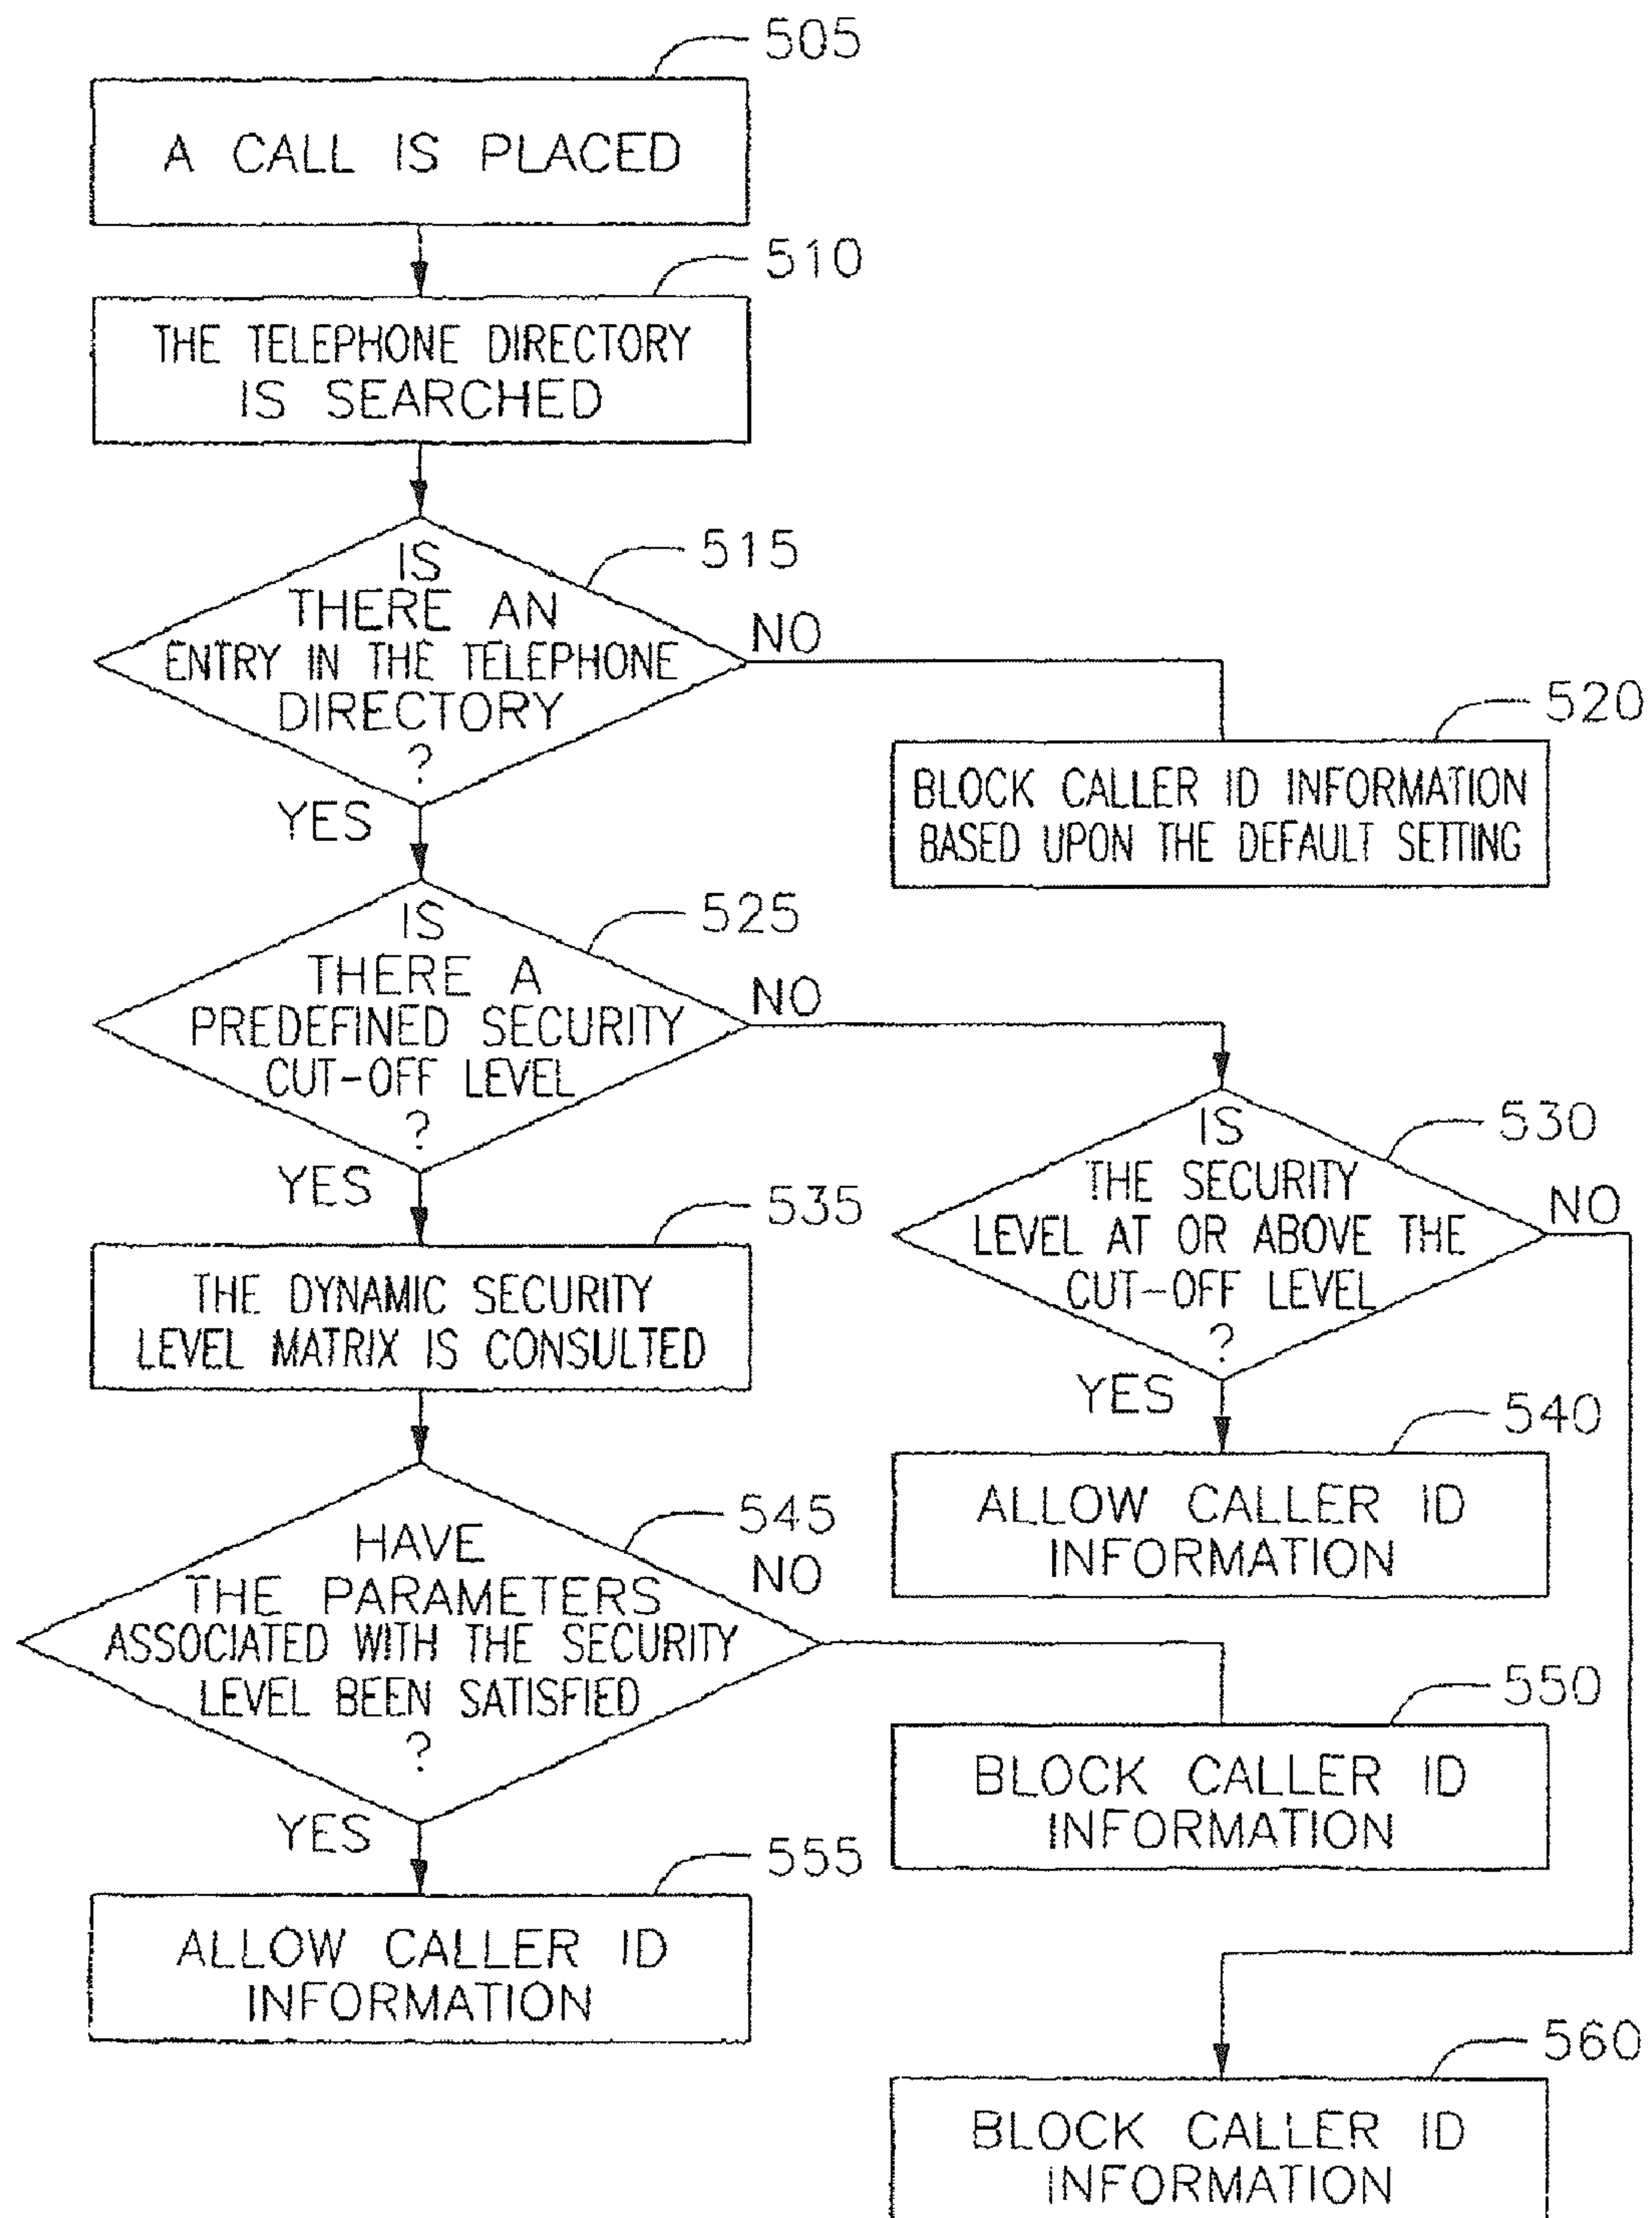 505
A CALL IS PLACED
510
THE TELEPHONE DIRECTORY
IS SEARCHED
515
IS
THERE AN
ENTRY IN THE TELEPHONE
DIRECTORY
?
NO
YES
520
BLOCK CALLER ID INFORMATION
BASED UPON THE DEFAULT SETTING
525
IS
THERE A
PREDEFINED SECURITY
CUT-OFF LEVEL
?
NO
YES
530
IS
THE SECURITY
LEVEL AT OR ABOVE THE
CUT-OFF LEVEL
?
NO
YES
535
THE DYNAMIC SECURITY
LEVEL MATRIX IS CONSULTED
540
ALLOW CALLER ID
INFORMATION
545
HAVE
THE PARAMETERS
ASSOCIATED WITH THE SECURITY
LEVEL BEEN SATISFIED
?
NO
YES
550
BLOCK CALLER ID
INFORMATION
555
ALLOW CALLER ID
INFORMATION
560
BLOCK CALLER ID
INFORMATION